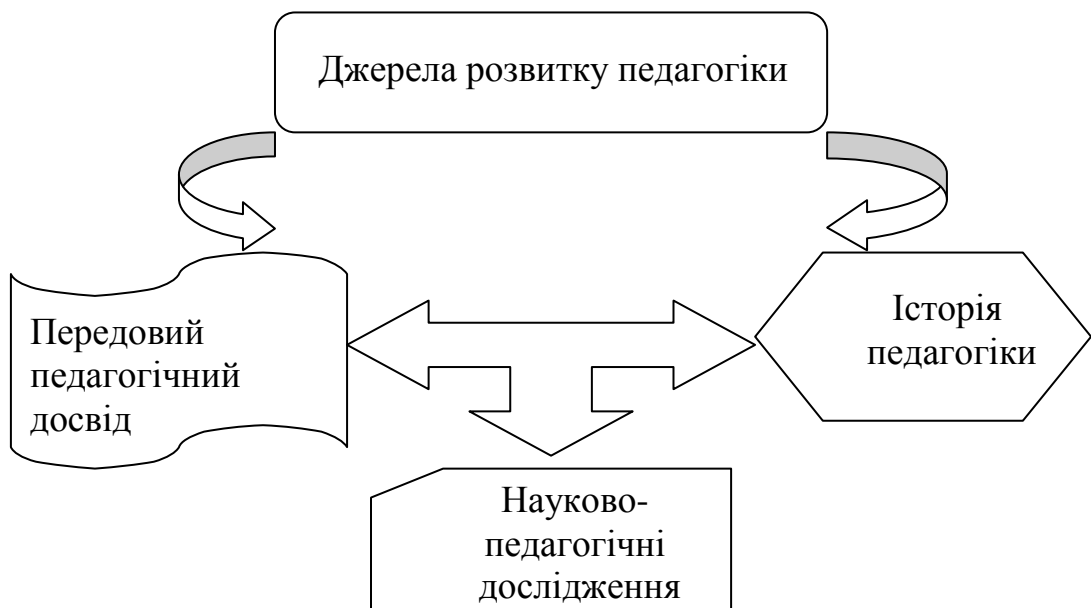 Джерела розвитку педагогіки
Передовий
педагогічний
досвід
Історія
педагогіки
Науково-
педагогічні
дослідження